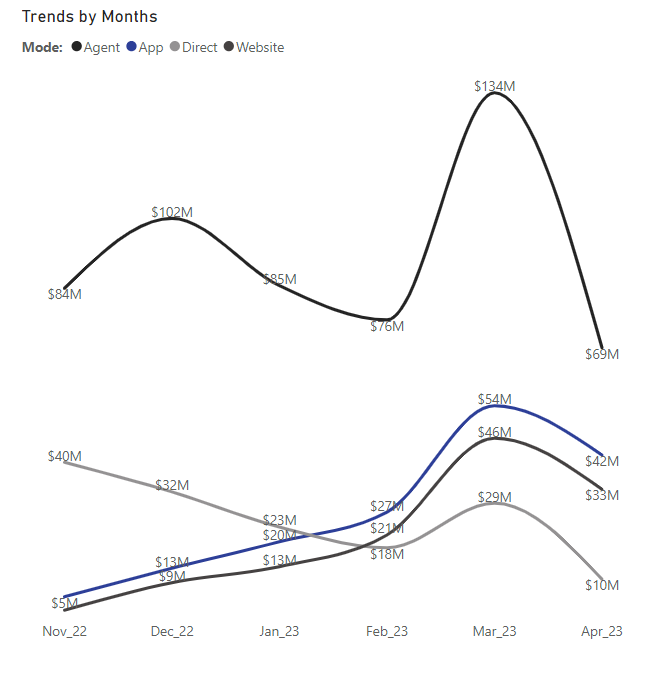 Trends by Months
Mode: Agent App Direct Website
$134M
$102M
$85M
$84M
$76M
$69M
$54M
$46M
$40M
$42M
$32M
$29M
$33M
$27M
$23M
$21M
$20M
$18M
$13M
$13M
$9M
$10M
$5M
Nov_22 Dec_22 Jan_23 Feb_23 Mar_23 Apr_23